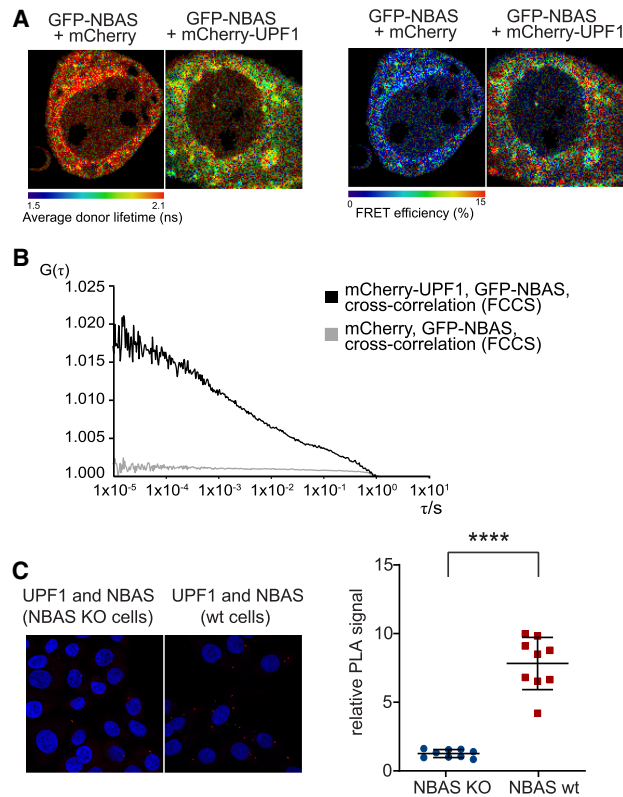 A
GFP-NBAS
+ mCherry
GFP-NBAS
+ mCherry-UPF1
GFP-NBAS
+ mCherry
GFP-NBAS
+ mCherry-UPF1
1.5
2.1
Average donor lifetime (ns)
0
15
FRET efficiency (%)
B
G(τ)
1.025
1.020
1.015
1.010
1.005
1.000
1x10⁻⁵
1x10⁻⁴
1x10⁻³
1x10⁻²
1x10⁻¹
1x10⁰
1x10¹
τ/s
mCherry-UPF1, GFP-NBAS,
cross-correlation (FCCS)
mCherry, GFP-NBAS,
cross-correlation (FCCS)
C
UPF1 and NBAS
(NBAS KO cells)
UPF1 and NBAS
(wt cells)
relative PLA signal
15
10
5
0
****
NBAS KO
NBAS wt